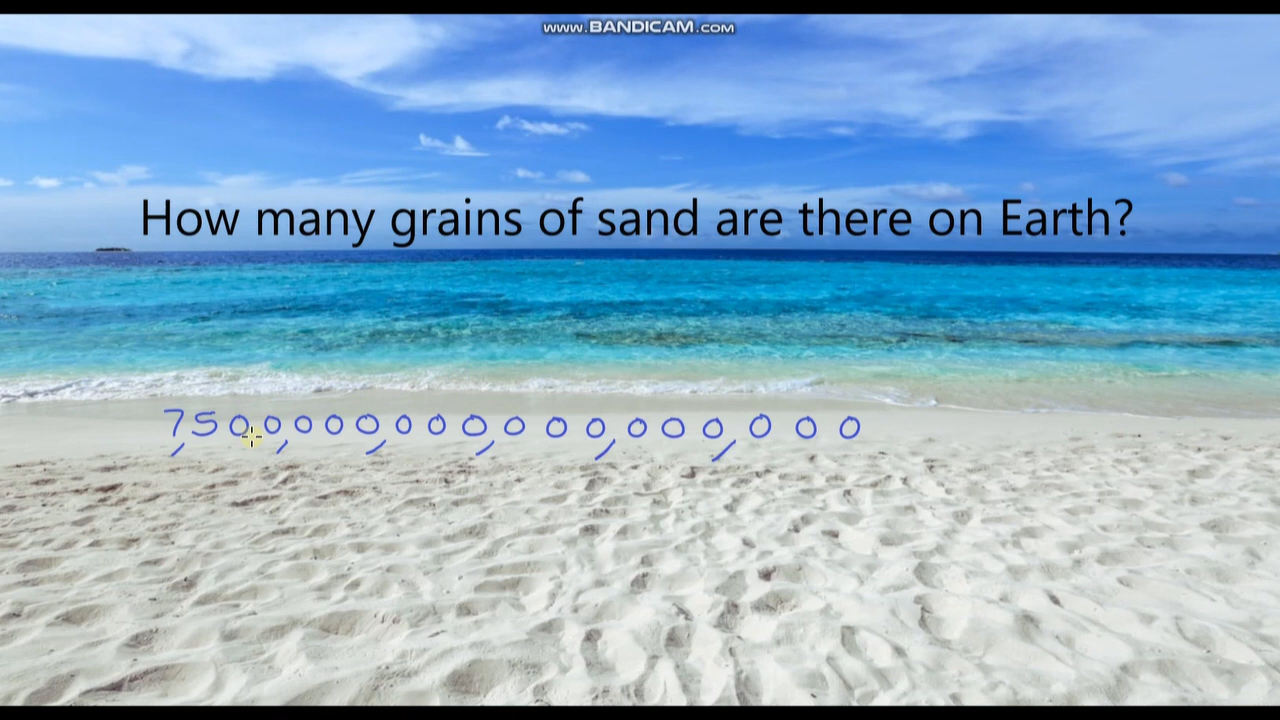 www.BANDICAM.com
How many grains of sand are there on Earth?
7,500,000,000,000,000,000